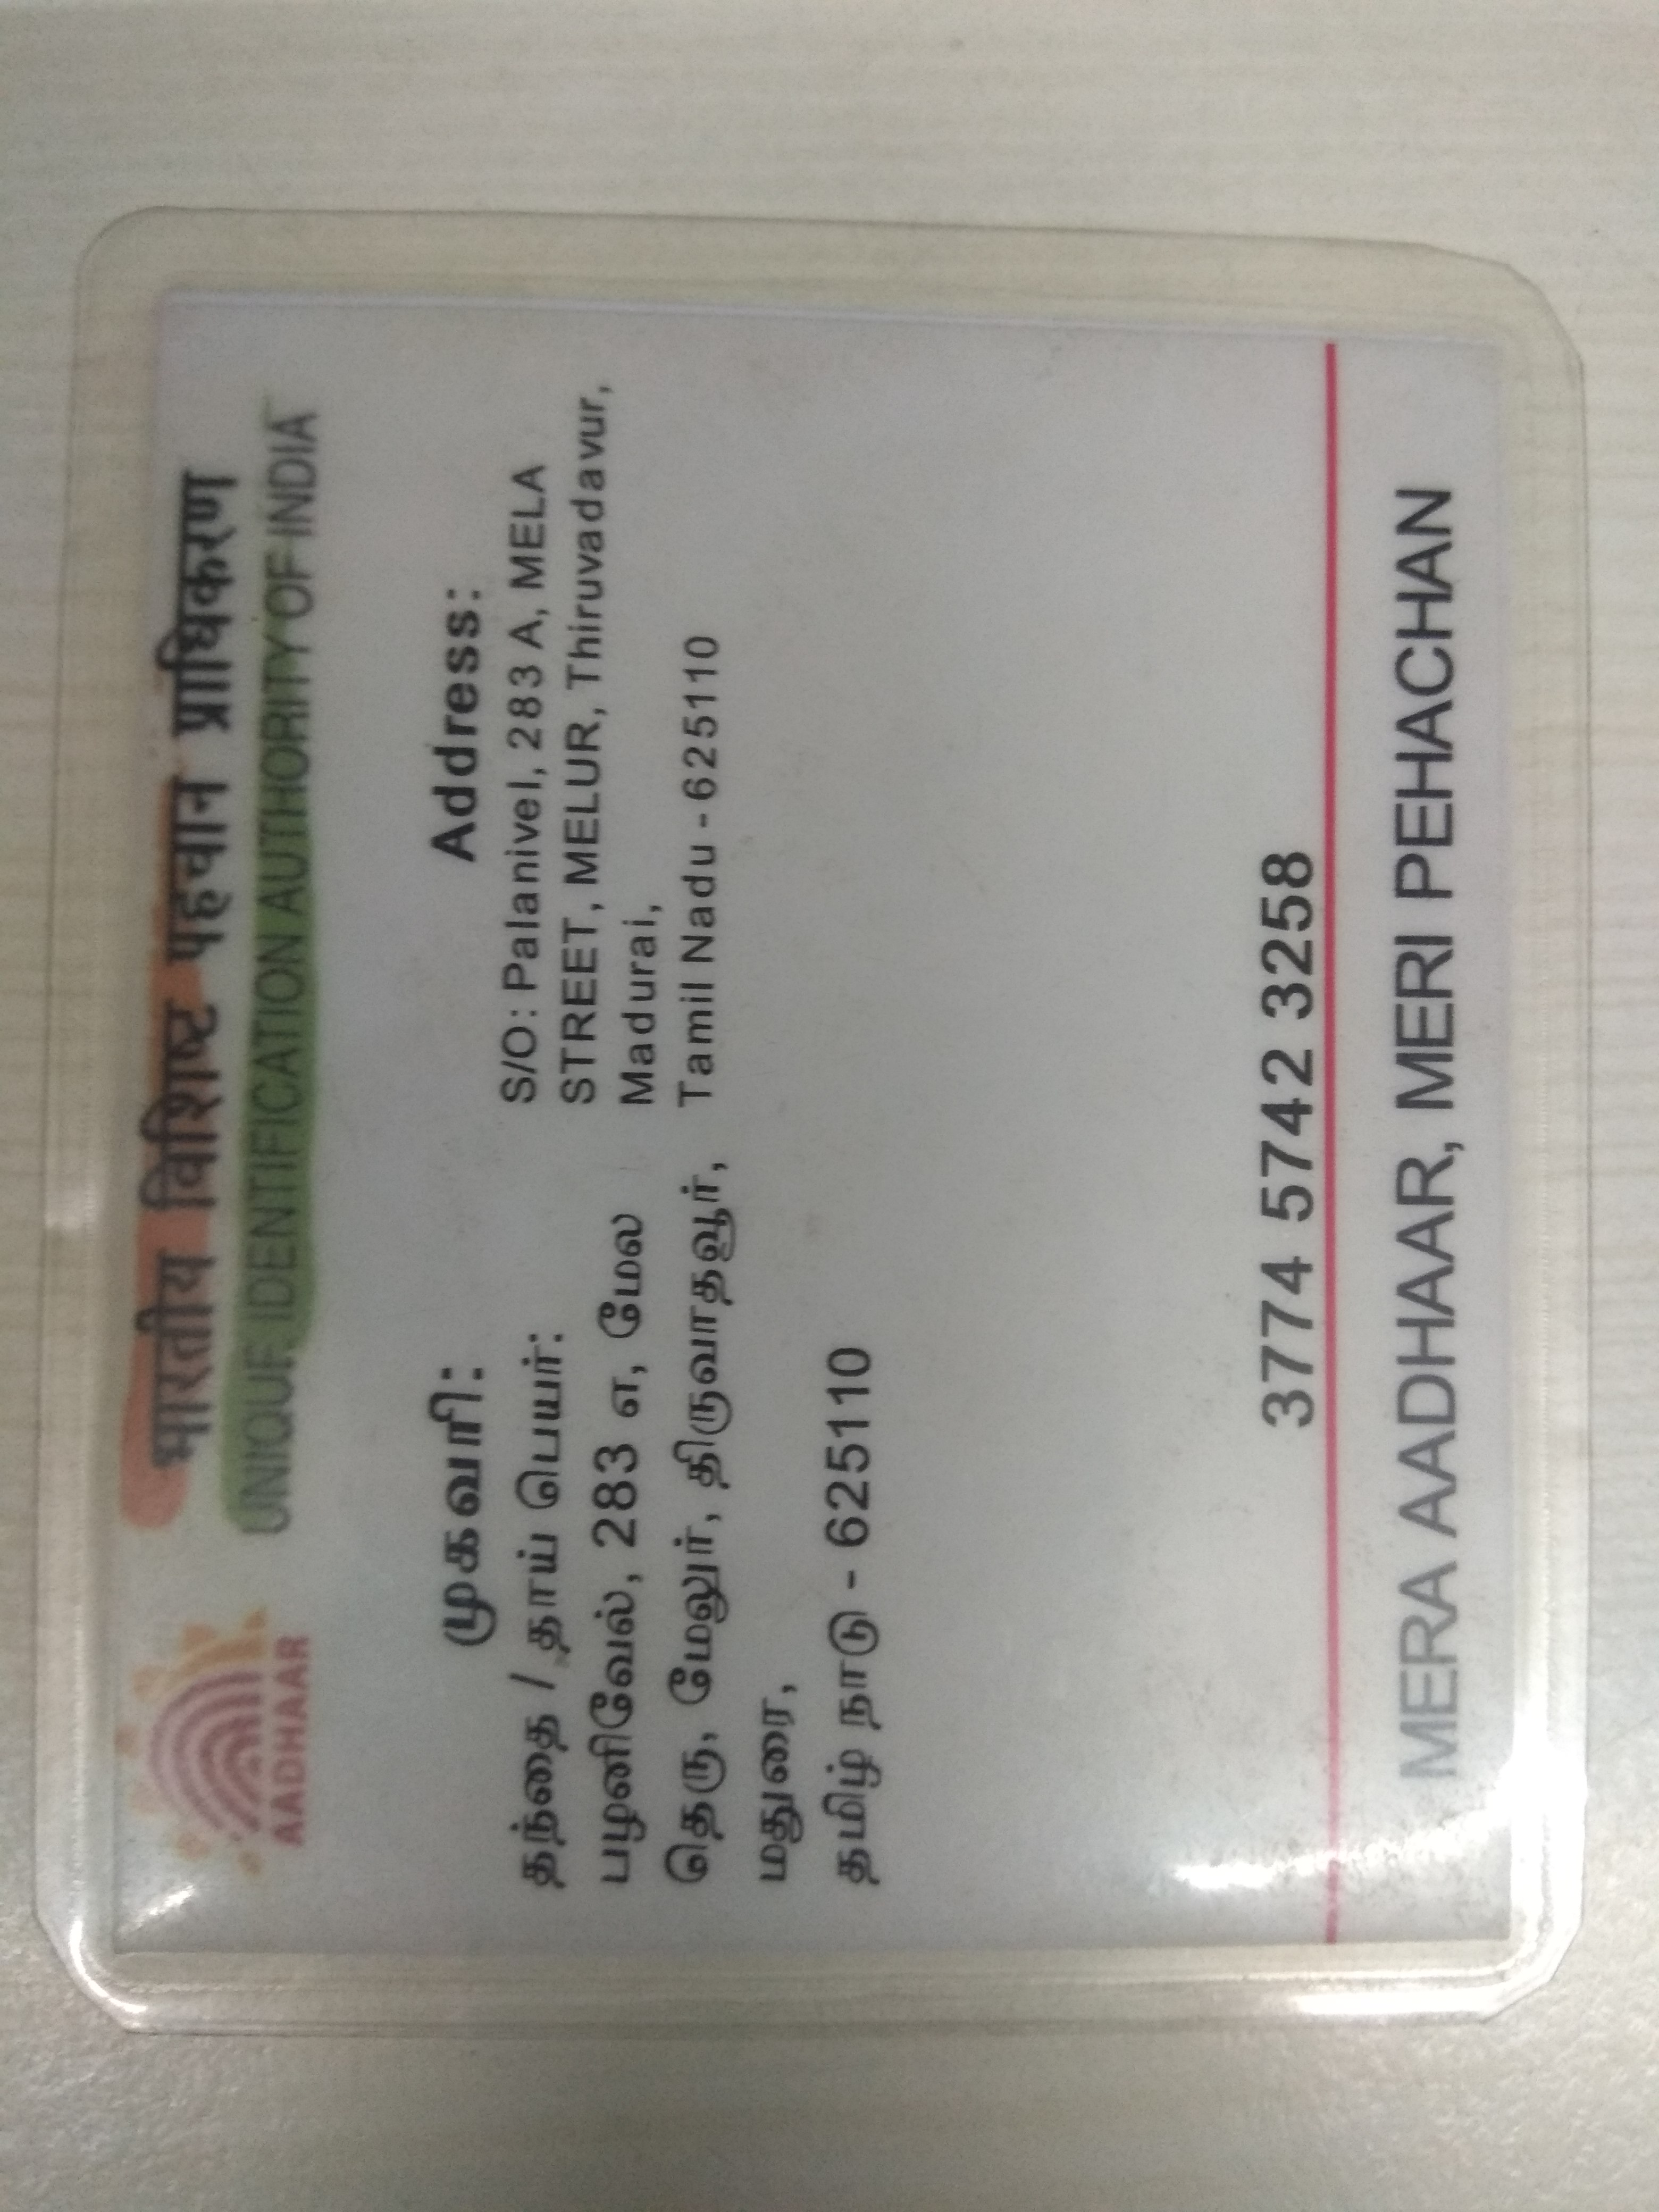 भारतीय विशिष्ट पहचान प्राधिकरण
UNIQUE IDENTIFICATION AUTHORITY OF INDIA
AADHAAR
முகவரி:
தந்தை / தாய் பெயர்:
பழனிவேல், 283 எ, மேல
தெரு, மேலுர், திருவாதவூர்,
மதுரை,
தமிழ் நாடு - 625110
Address:
S/O: Palanivel, 283 A, MELA
STREET, MELUR, Thiruvadavur,
Madurai,
Tamil Nadu - 625110
3774 5742 3258
MERA AADHAAR, MERI PEHACHAN